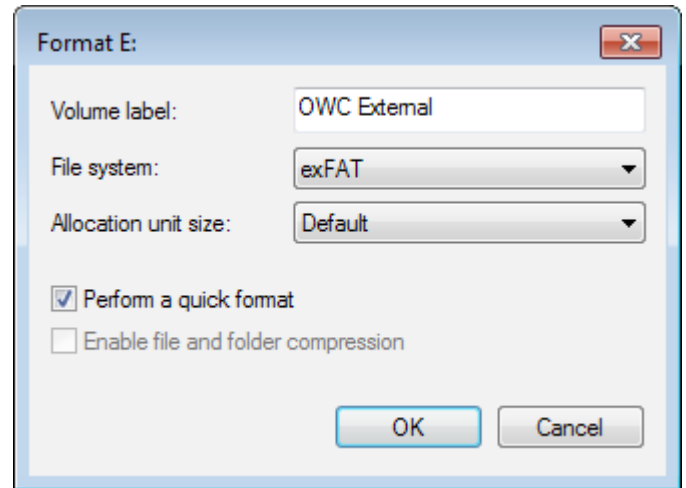 Format E:
Volume label: OWC External
File system: exFAT
Allocation unit size: Default
Perform a quick format
Enable file and folder compression
OK Cancel